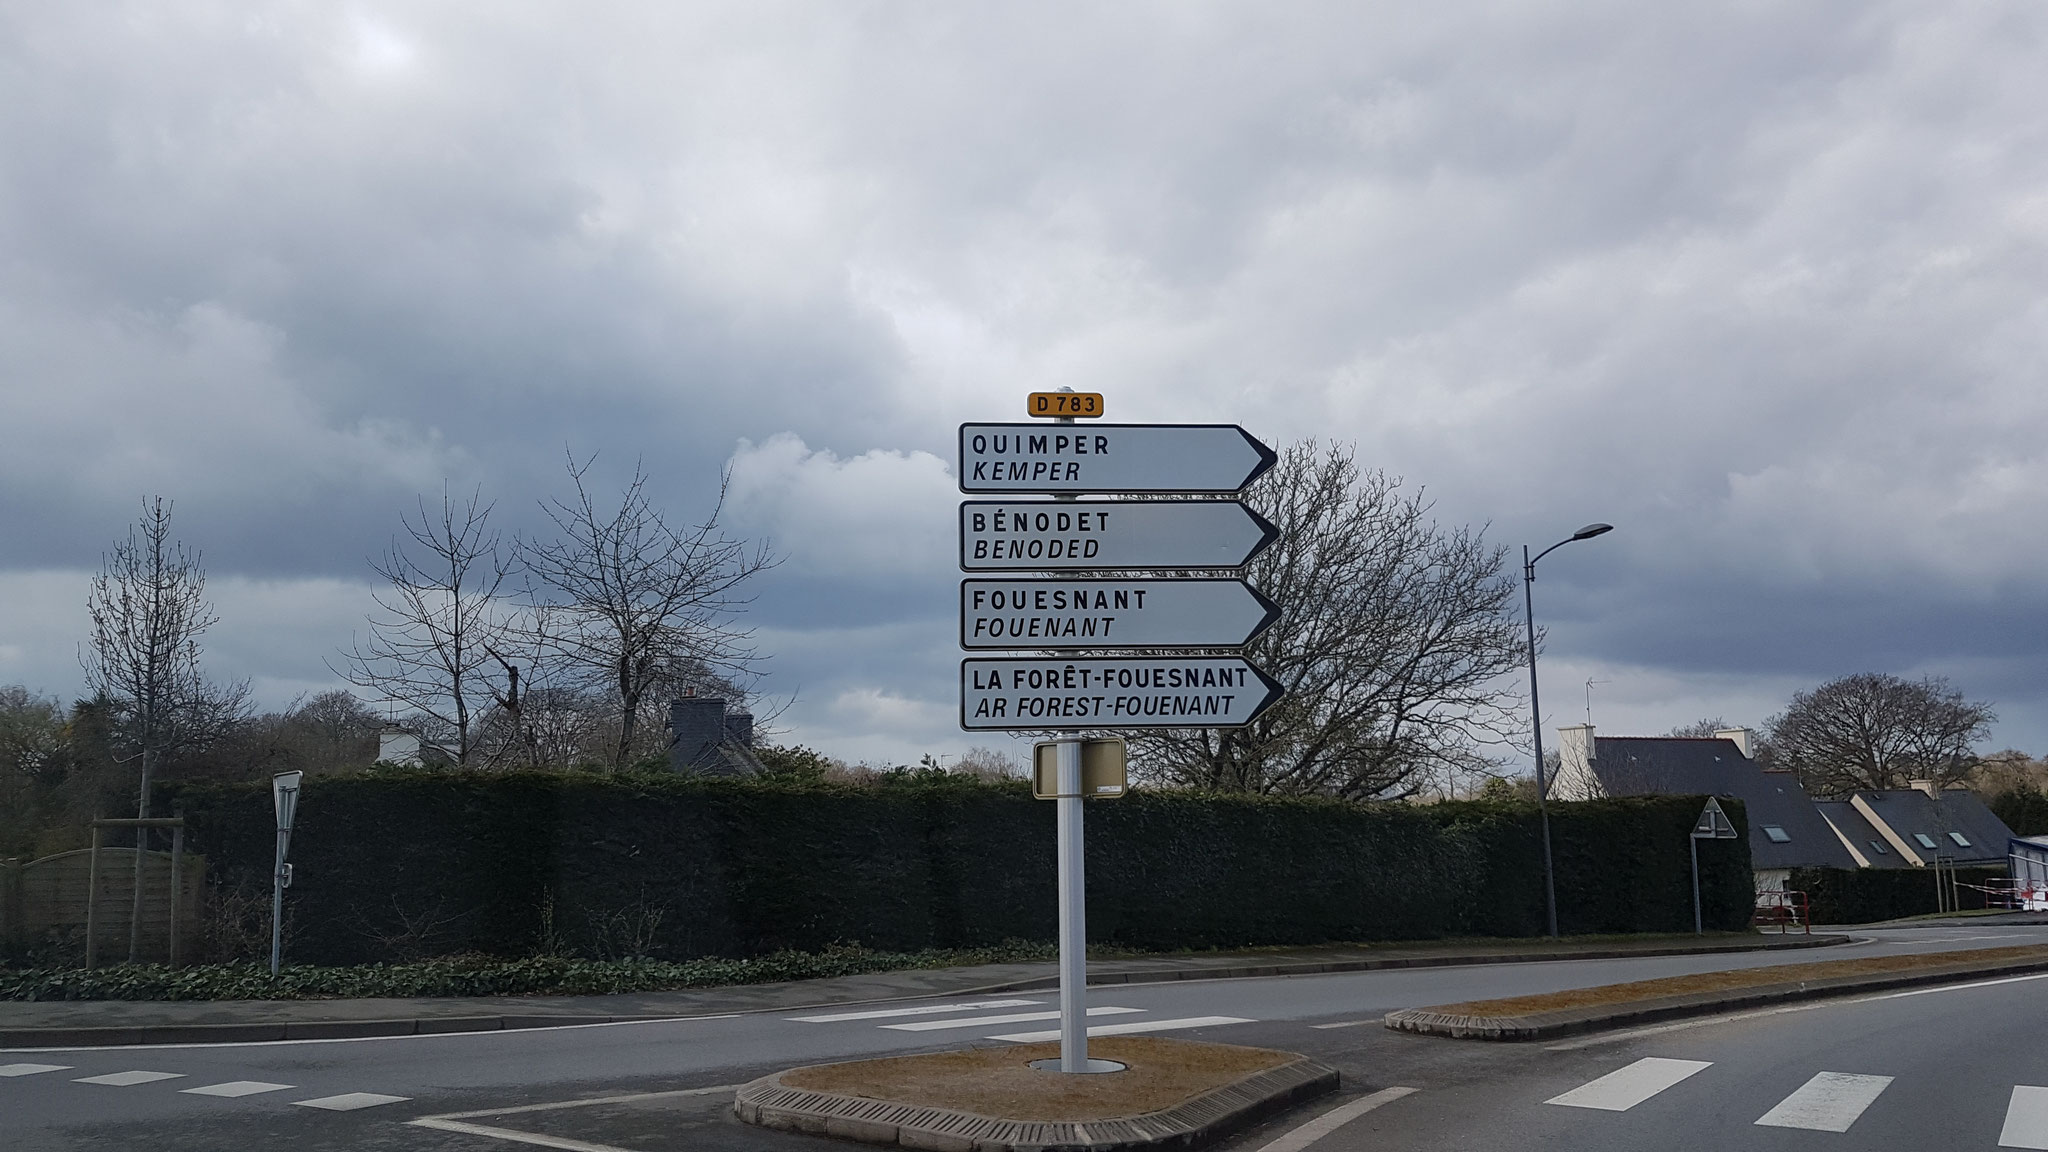 D 783
QUIMPER
KEMPER
BÉNODET
BENODED
FOUESNANT
FOUENANT
LA FORÊT-FOUESNANT
AR FOREST-FOUENANT